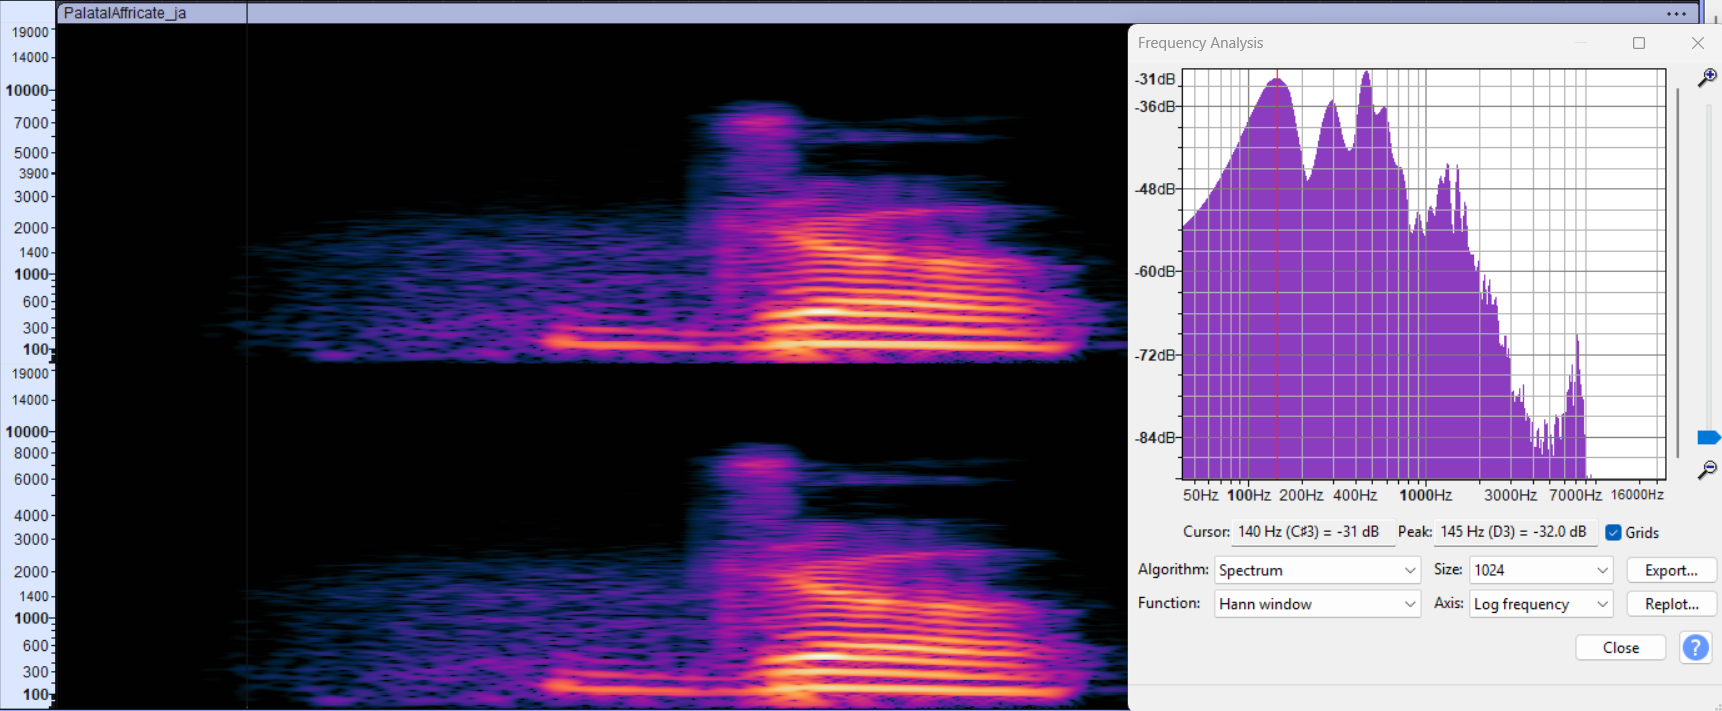 PalatalAffricate_ja
...
19000
14000
10000
7000
5000
3900
3000
2000
1400
1000
600
300
100
19000
14000
10000
8000
6000
4000
3000
2000
1400
1000
600
300
100
Frequency Analysis
-31dB
-36dB
-48dB
-60dB
-72dB
-84dB
50Hz 100Hz 200Hz 400Hz 1000Hz 3000Hz 7000Hz 16000Hz
Cursor: 140 Hz (C♯3) = -31 dB Peak: 145 Hz (D3) = -32.0 dB Grids
Algorithm: Spectrum Size: 1024 Export...
Function: Hann window Axis: Log frequency Replot...
Close ?